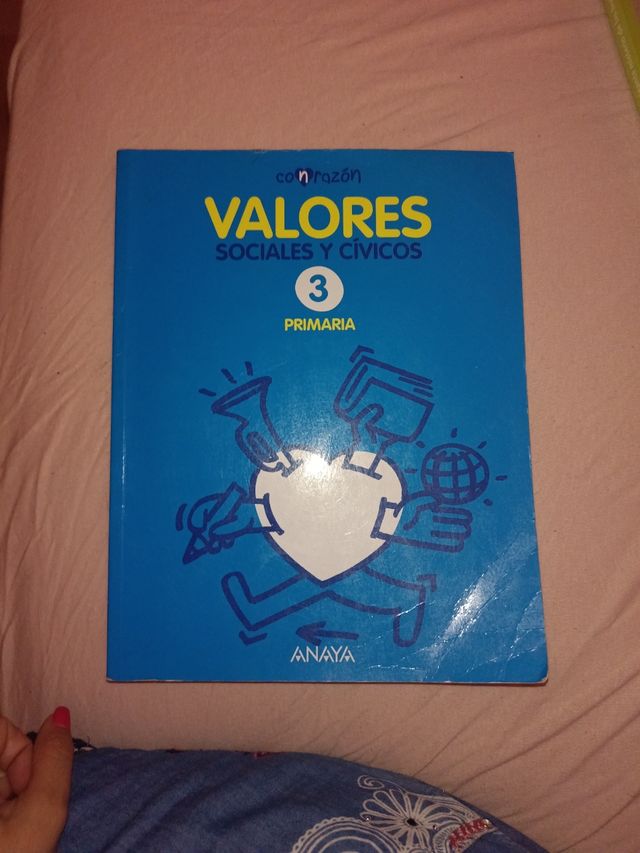 conrazón
VALORES
SOCIALES Y CÍVICOS
3
PRIMARIA
ANAYA